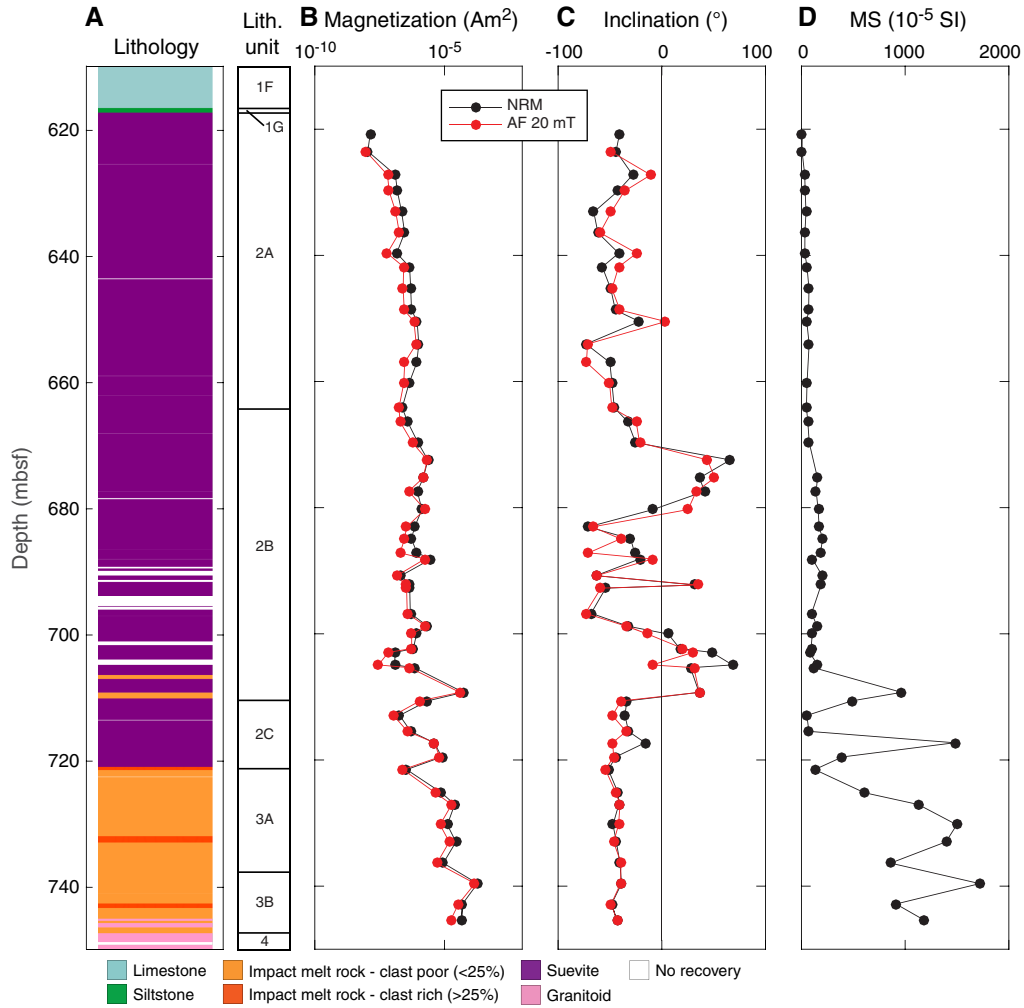 A
Lithology
Lith.
unit
B Magnetization (Am²)
10⁻¹⁰ 10⁻⁵
C Inclination (°)
-100 0 100
D MS (10⁻⁵ SI)
0 1000 2000
NRM
AF 20 mT
Depth (mbsf)
620
640
660
680
700
720
740
1F
1G
2A
2B
2C
3A
3B
4
Limestone
Siltstone
Impact melt rock - clast poor (<25%)
Impact melt rock - clast rich (>25%)
Suevite
Granitoid
No recovery